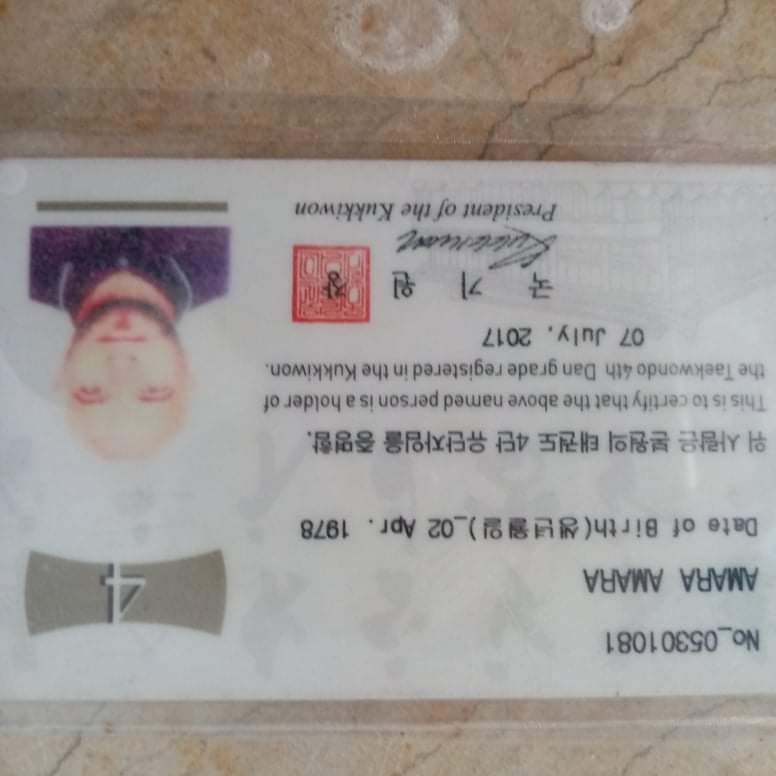 No_05301081
AMARA AMARA
Date of Birth(생년월일)_02 Apr. 1978
위 사람은 본원의 태권도 4단 유단자임을 증명함.
This is to certify that the above named person is a holder of
the Taekwondo 4th Dan grade registered in the Kukkiwon.
07 July. 2017
국 기 원 장
President of the Kukkiwon
4